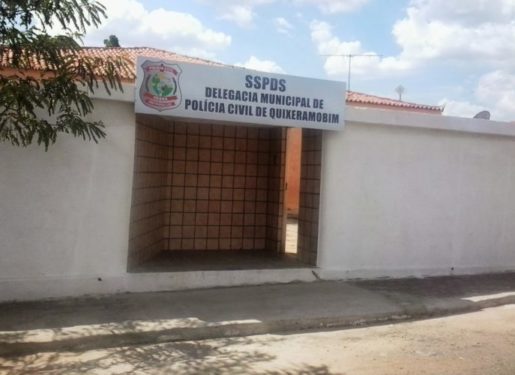 SSPDS
DELEGACIA MUNICIPAL DE
POLÍCIA CIVIL DE QUIXERAMOBIM